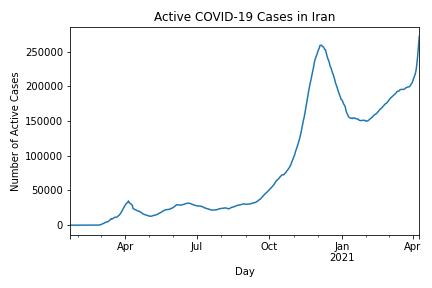 Active COVID-19 Cases in Iran
Number of Active Cases
250000
200000
150000
100000
50000
0
Apr Jul Oct Jan Apr
2021
Day